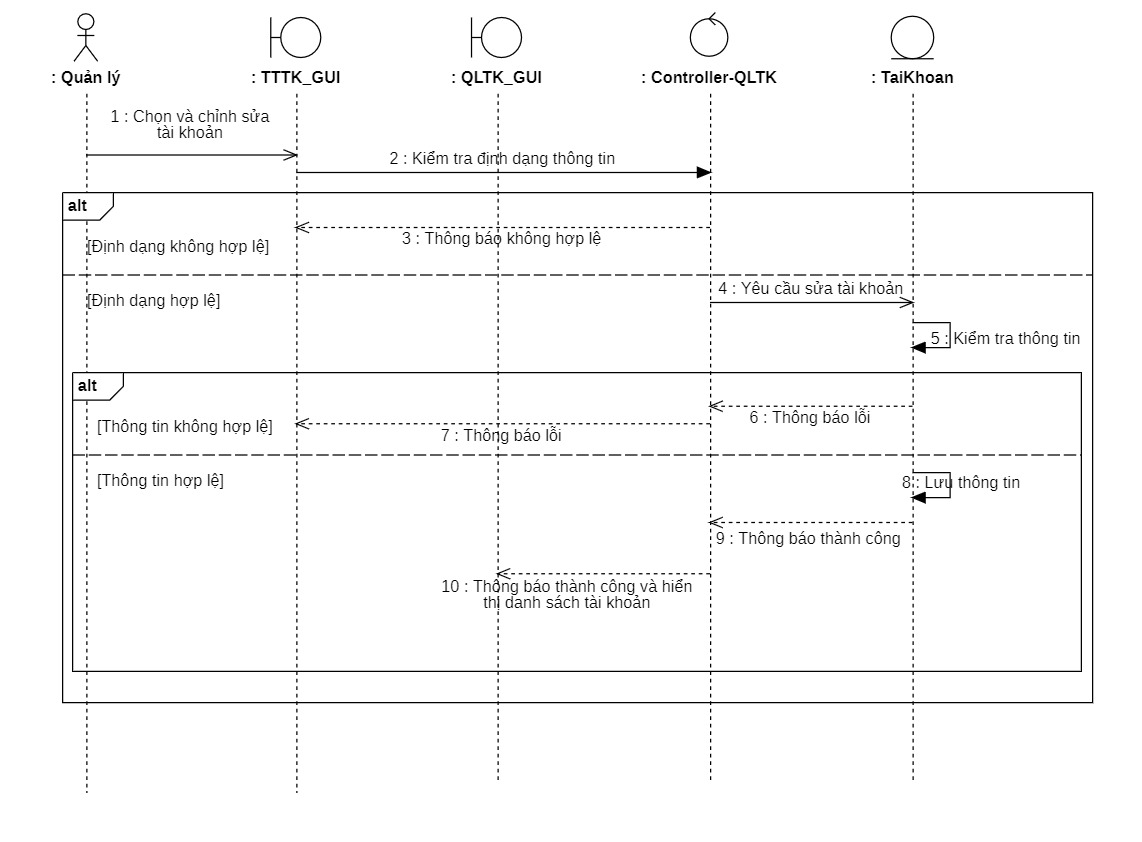 : Quản lý
: TTTK_GUI
: QLTK_GUI
: Controller-QLTK
: TaiKhoan
1 : Chọn và chỉnh sửa
tài khoản
2 : Kiểm tra định dạng thông tin
alt
3 : Thông báo không hợp lệ
[Định dạng không hợp lệ]
4 : Yêu cầu sửa tài khoản
[Định dạng hợp lệ]
5 : Kiểm tra thông tin
alt
6 : Thông báo lỗi
[Thông tin không hợp lệ]
7 : Thông báo lỗi
[Thông tin hợp lệ]
8 : Lưu thông tin
9 : Thông báo thành công
10 : Thông báo thành công và hiển
thị danh sách tài khoản